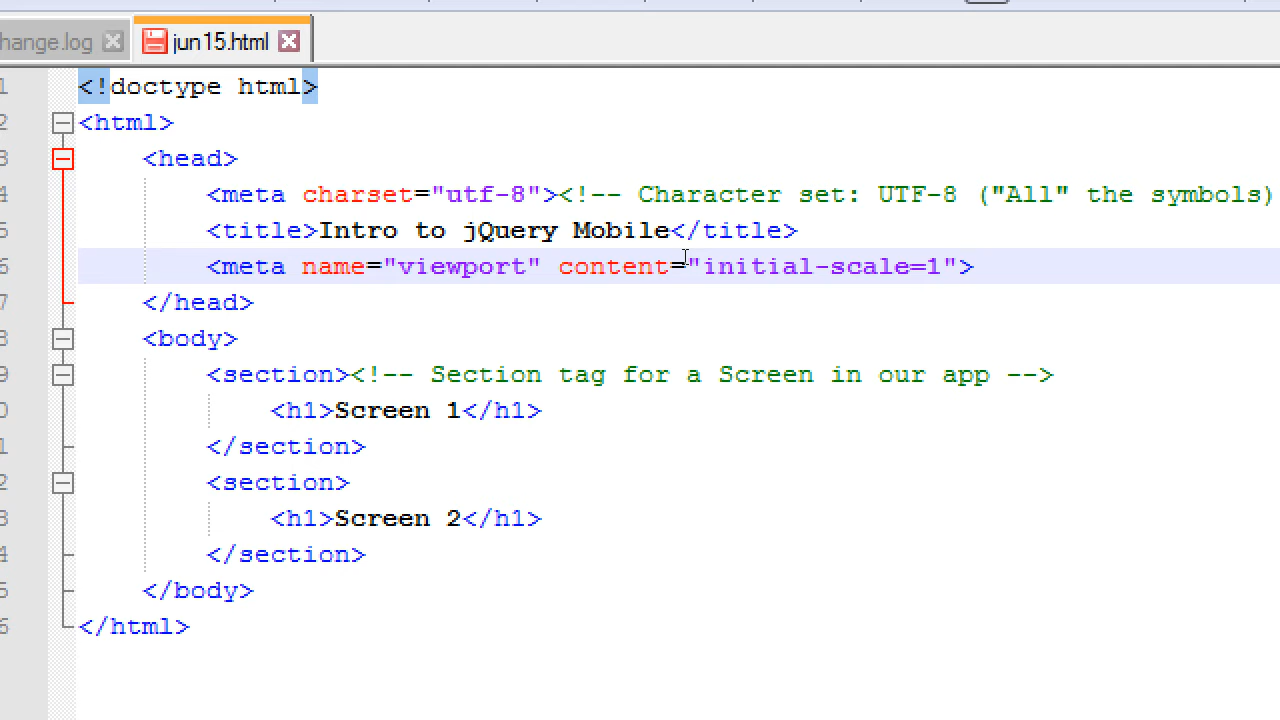 hange.log jun15.html
1 <!doctype html>
2 <html>
3 <head>
4 <meta charset="utf-8"><!-- Character set: UTF-8 ("All" the symbols)
5 <title>Intro to jQuery Mobile</title>
6 <meta name="viewport" content="initial-scale=1">
7 </head>
8 <body>
9 <section><!-- Section tag for a Screen in our app -->
0 <h1>Screen 1</h1>
1 </section>
2 <section>
3 <h1>Screen 2</h1>
4 </section>
5 </body>
6 </html>